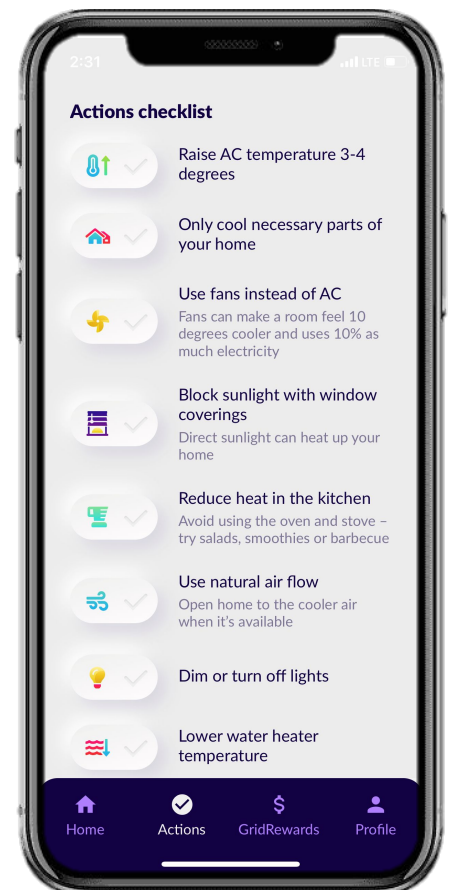 2:31 LTE
Actions checklist
Raise AC temperature 3-4
degrees
Only cool necessary parts of
your home
Use fans instead of AC
Fans can make a room feel 10
degrees cooler and uses 10% as
much electricity
Block sunlight with window
coverings
Direct sunlight can heat up your
home
Reduce heat in the kitchen
Avoid using the oven and stove –
try salads, smoothies or barbecue
Use natural air flow
Open home to the cooler air
when it's available
Dim or turn off lights
Lower water heater
temperature
Home Actions GridRewards Profile